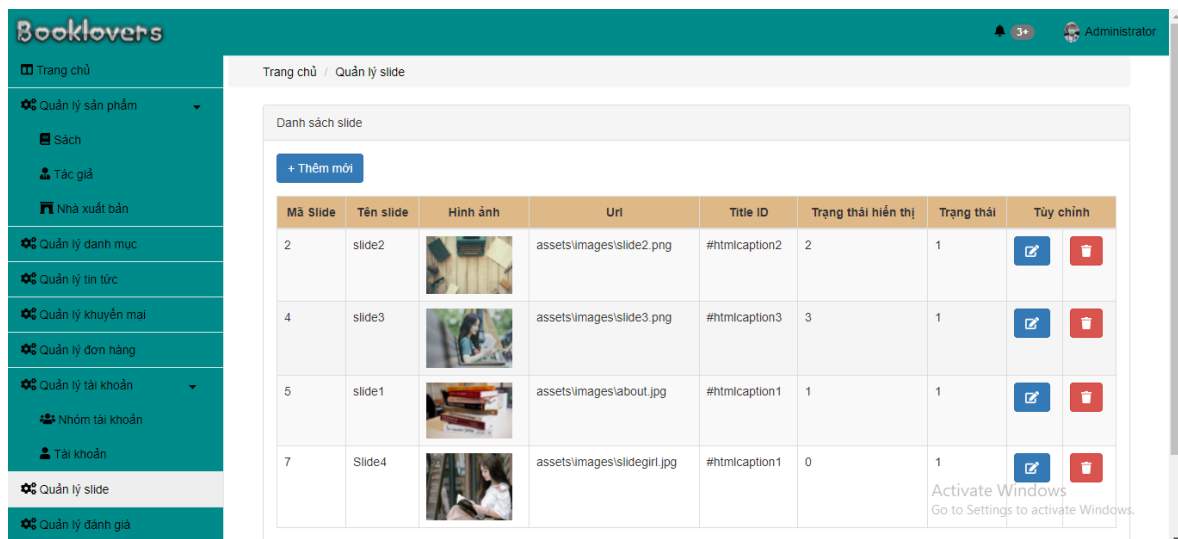 Booklovers
3+
Administrator
Trang chủ
Quản lý sản phẩm
Sách
Tác giả
Nhà xuất bản
Quản lý danh mục
Quản lý tin tức
Quản lý khuyến mại
Quản lý đơn hàng
Quản lý tài khoản
Nhóm tài khoản
Tài khoản
Quản lý slide
Quản lý đánh giá
Trang chủ / Quản lý slide
Danh sách slide
+ Thêm mới
Mã Slide Tên slide Hình ảnh Url Title ID Trạng thái hiển thị Trạng thái Tùy chỉnh
2 slide2 assets\images\slide2.png #htmlcaption2 2 1
4 slide3 assets\images\slide3.png #htmlcaption3 3 1
5 slide1 assets\images\about.jpg #htmlcaption1 1 1
7 Slide4 assets\images\slidegirl.jpg #htmlcaption1 0 1
Activate Windows
Go to Settings to activate Windows.